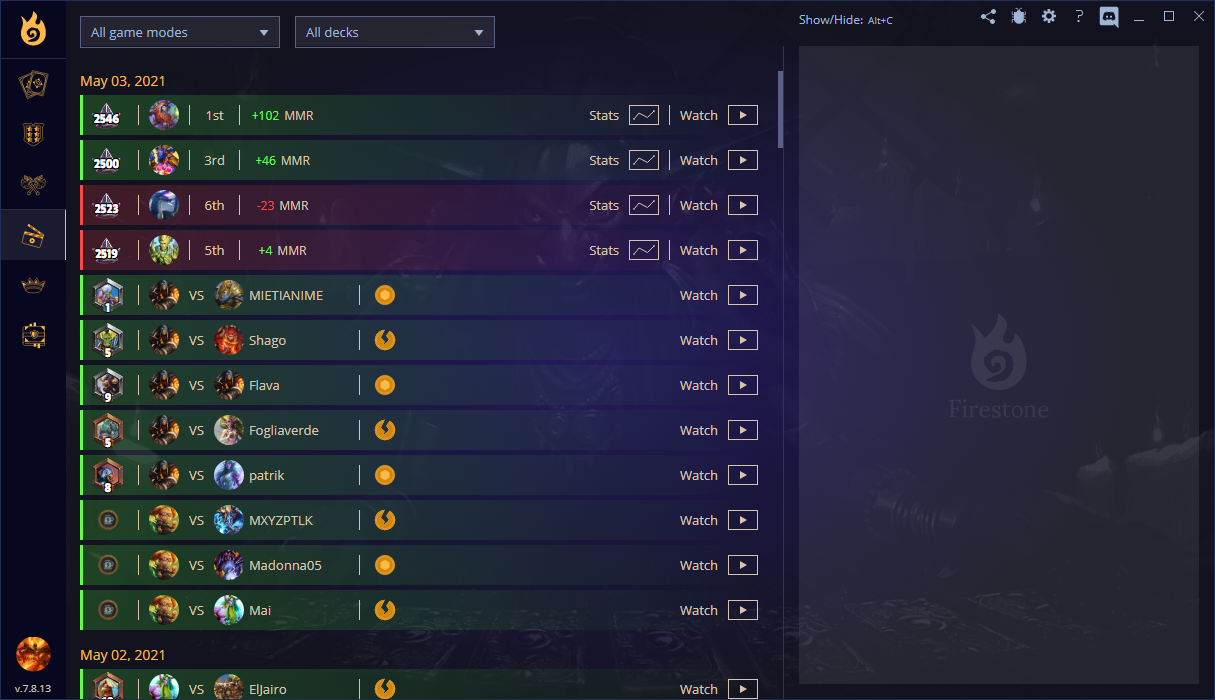 All game modes All decks Show/Hide: Alt+C ?
May 03, 2021
2546 1st +102 MMR Stats Watch
2500 3rd +46 MMR Stats Watch
2523 6th -23 MMR Stats Watch
2519 5th +4 MMR Stats Watch
1 VS MIETIANIME Watch
5 VS Shago Watch
9 VS Flava Watch
5 VS Fogliaverde Watch
8 VS patrik Watch
VS MXYZPTLK Watch
VS Madonna05 Watch
VS Mai Watch
Firestone
May 02, 2021
VS ElJairo Watch
v.7.8.13